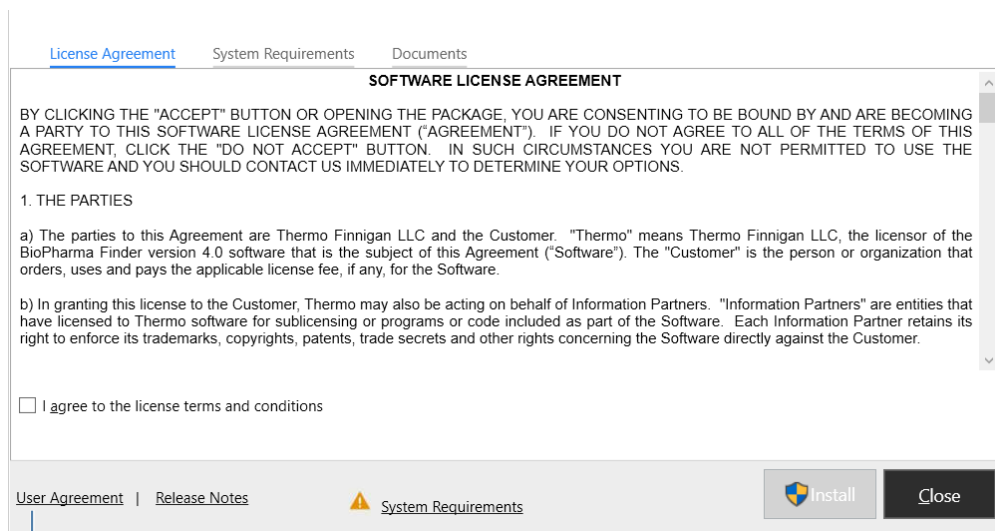 License Agreement System Requirements Documents
SOFTWARE LICENSE AGREEMENT
BY CLICKING THE "ACCEPT" BUTTON OR OPENING THE PACKAGE, YOU ARE CONSENTING TO BE BOUND BY AND ARE BECOMING
A PARTY TO THIS SOFTWARE LICENSE AGREEMENT (“AGREEMENT”). IF YOU DO NOT AGREE TO ALL OF THE TERMS OF THIS
AGREEMENT, CLICK THE "DO NOT ACCEPT" BUTTON. IN SUCH CIRCUMSTANCES YOU ARE NOT PERMITTED TO USE THE
SOFTWARE AND YOU SHOULD CONTACT US IMMEDIATELY TO DETERMINE YOUR OPTIONS.
1. THE PARTIES
a) The parties to this Agreement are Thermo Finnigan LLC and the Customer. "Thermo" means Thermo Finnigan LLC, the licensor of the
BioPharma Finder version 4.0 software that is the subject of this Agreement (“Software”). The "Customer" is the person or organization that
orders, uses and pays the applicable license fee, if any, for the Software.
b) In granting this license to the Customer, Thermo may also be acting on behalf of Information Partners. "Information Partners" are entities that
have licensed to Thermo software for sublicensing or programs or code included as part of the Software. Each Information Partner retains its
right to enforce its trademarks, copyrights, patents, trade secrets and other rights concerning the Software directly against the Customer.
I agree to the license terms and conditions
User Agreement | Release Notes System Requirements Install Close